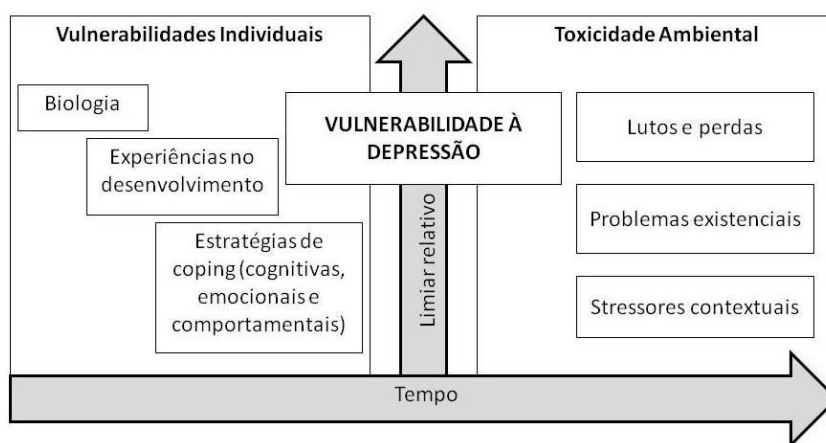 Vulnerabilidades Individuais
Biologia
Experiências no
desenvolvimento
Estratégias de
coping (cognitivas,
emocionais e
comportamentais)
VULNERABILIDADE À
DEPRESSÃO
Limiar relativo
Toxicidade Ambiental
Lutos e perdas
Problemas existenciais
Stressores contextuais
Tempo